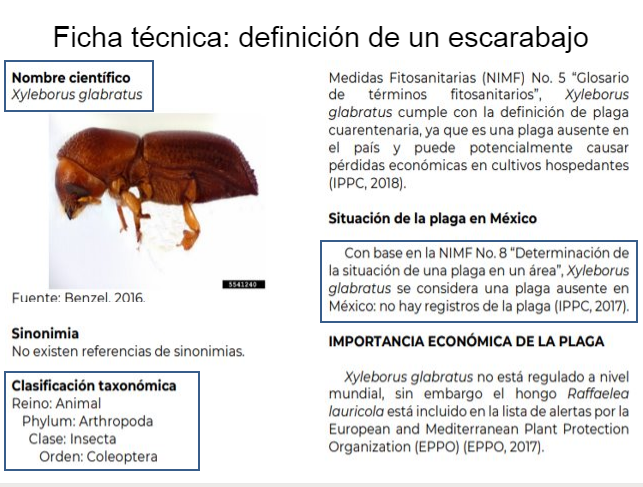 Ficha técnica: definición de un escarabajo
Nombre científico
Xyleborus glabratus
5541240
Fuente: Benzel, 2016.
Sinonimia
No existen referencias de sinonimias.
Clasificación taxonómica
Reino: Animal
Phylum: Arthropoda
Clase: Insecta
Orden: Coleoptera
Medidas Fitosanitarias (NIMF) No. 5 “Glosario
de términos fitosanitarios”, Xyleborus
glabratus cumple con la definición de plaga
cuarentenaria, ya que es una plaga ausente en
el país y puede potencialmente causar
pérdidas económicas en cultivos hospedantes
(IPPC, 2018).
Situación de la plaga en México
Con base en la NIMF No. 8 “Determinación de
la situación de una plaga en un área”, Xyleborus
glabratus se considera una plaga ausente en
México: no hay registros de la plaga (IPPC, 2017).
IMPORTANCIA ECONÓMICA DE LA PLAGA
Xyleborus glabratus no está regulado a nivel
mundial, sin embargo el hongo Raffaelea
lauricola está incluido en la lista de alertas por la
European and Mediterranean Plant Protection
Organization (EPPO) (EPPO, 2017).